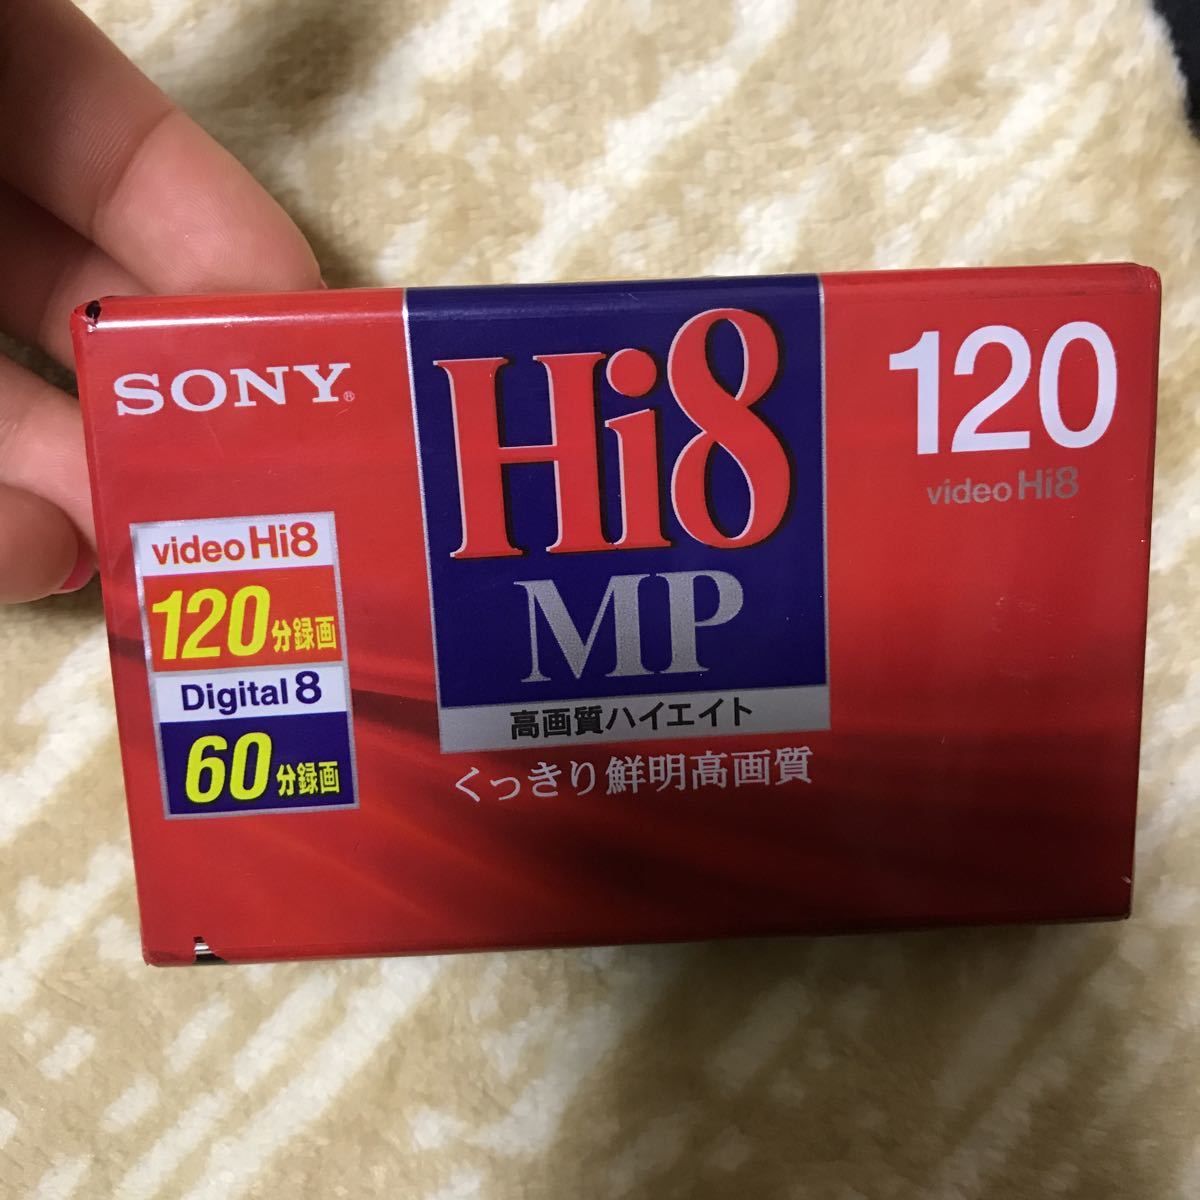 SONY®
Hi8
MP
高画質ハイエイト
くっきり鮮明高画質
120
video Hi8
video Hi8
120分録画
Digital 8
60分録画